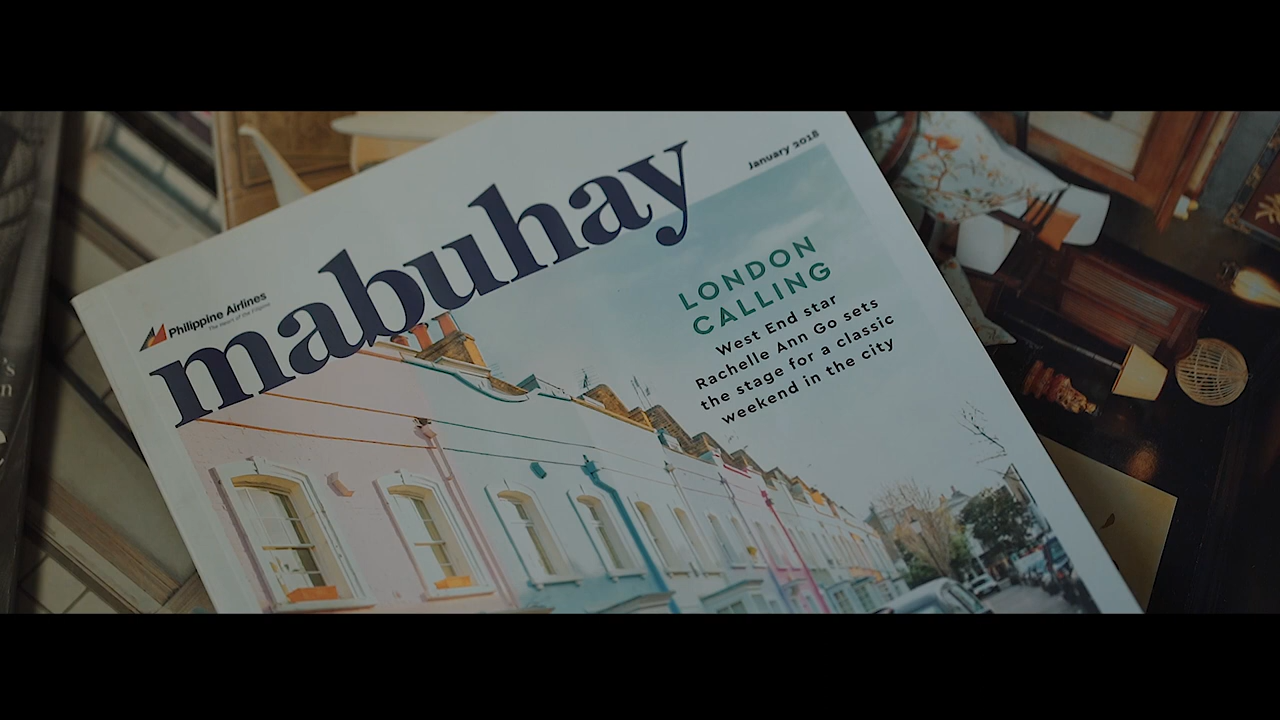 January 2018
mabuhay
Philippine Airlines
The Heart of the Filipino
LONDON
CALLING
West End star
Rachelle Ann Go sets
the stage for a classic
weekend in the city